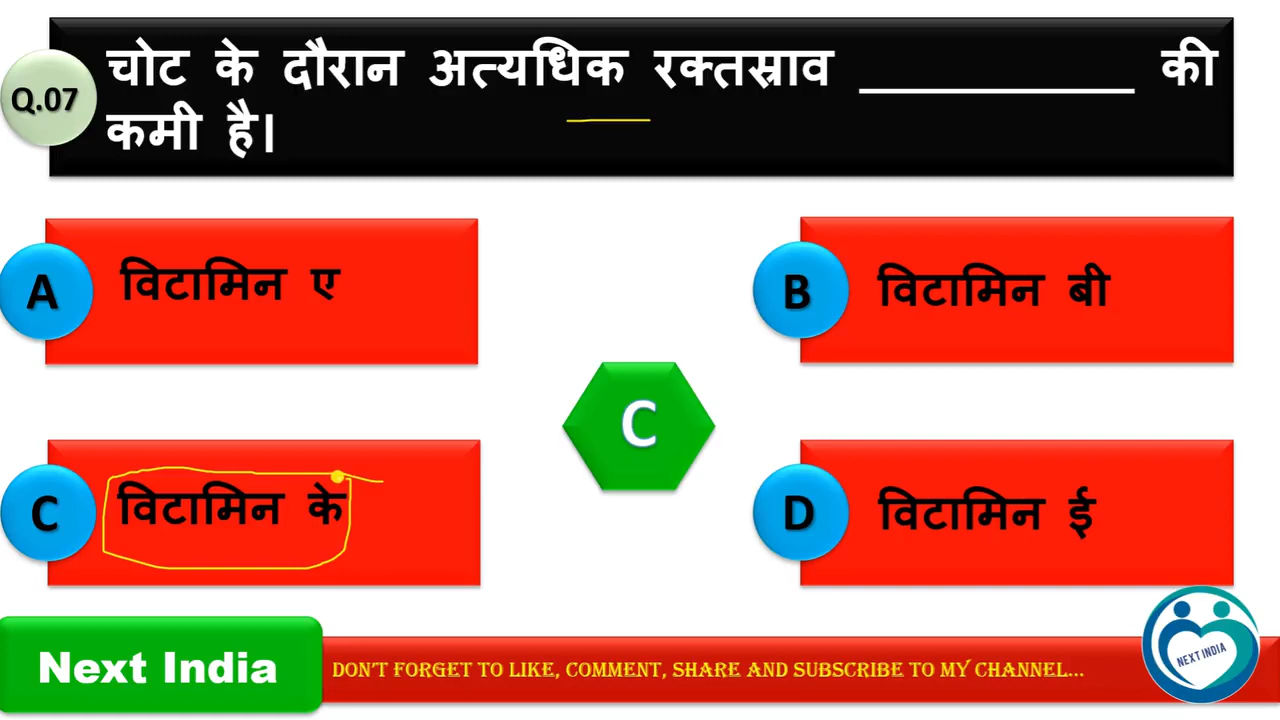 Q.07
चोट के दौरान अत्यधिक रक्तस्राव ____________ की
कमी है।
A
विटामिन ए
B
विटामिन बी
C
C
विटामिन के
D
विटामिन ई
Next India
DON'T FORGET TO LIKE, COMMENT, SHARE AND SUBSCRIBE TO MY CHANNEL...
NEXT INDIA